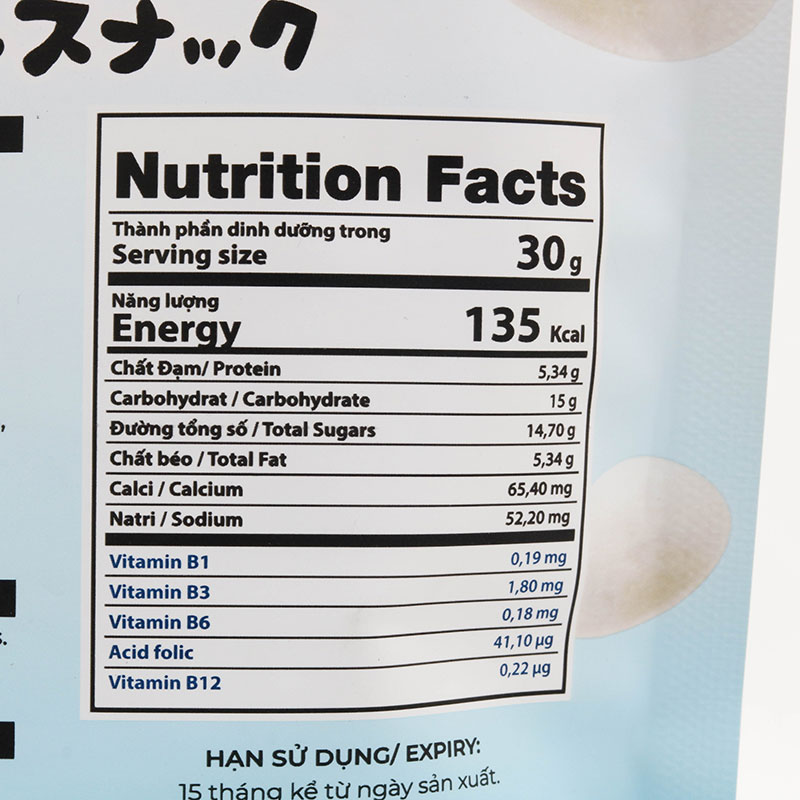 スナック
Nutrition Facts
Thành phần dinh dưỡng trong
Serving size 30 g
Năng lượng
Energy 135 Kcal
Chất Đạm/ Protein 5,34 g
Carbohydrat / Carbohydrate 15 g
Đường tổng số / Total Sugars 14,70 g
Chất béo / Total Fat 5,34 g
Calci / Calcium 65,40 mg
Natri / Sodium 52,20 mg
Vitamin B1 0,19 mg
Vitamin B3 1,80 mg
Vitamin B6 0,18 mg
Acid folic 41,10 µg
Vitamin B12 0,22 µg
HẠN SỬ DỤNG/ EXPIRY:
15 tháng kể từ ngày sản xuất.